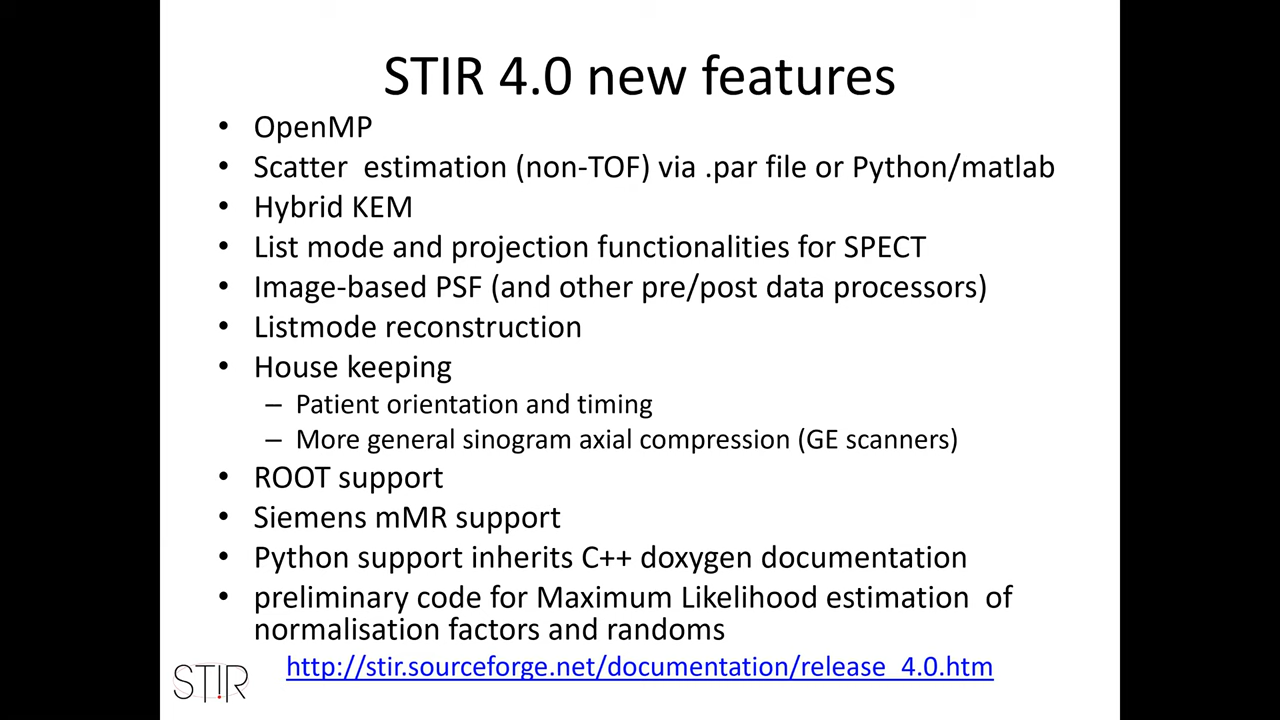 STIR 4.0 new features
• OpenMP
• Scatter  estimation (non-TOF) via .par file or Python/matlab
• Hybrid KEM
• List mode and projection functionalities for SPECT
• Image-based PSF (and other pre/post data processors)
• Listmode reconstruction
• House keeping
– Patient orientation and timing
– More general sinogram axial compression (GE scanners)
• ROOT support
• Siemens mMR support
• Python support inherits C++ doxygen documentation
• preliminary code for Maximum Likelihood estimation  of
normalisation factors and randoms
STIR
http://stir.sourceforge.net/documentation/release_4.0.htm